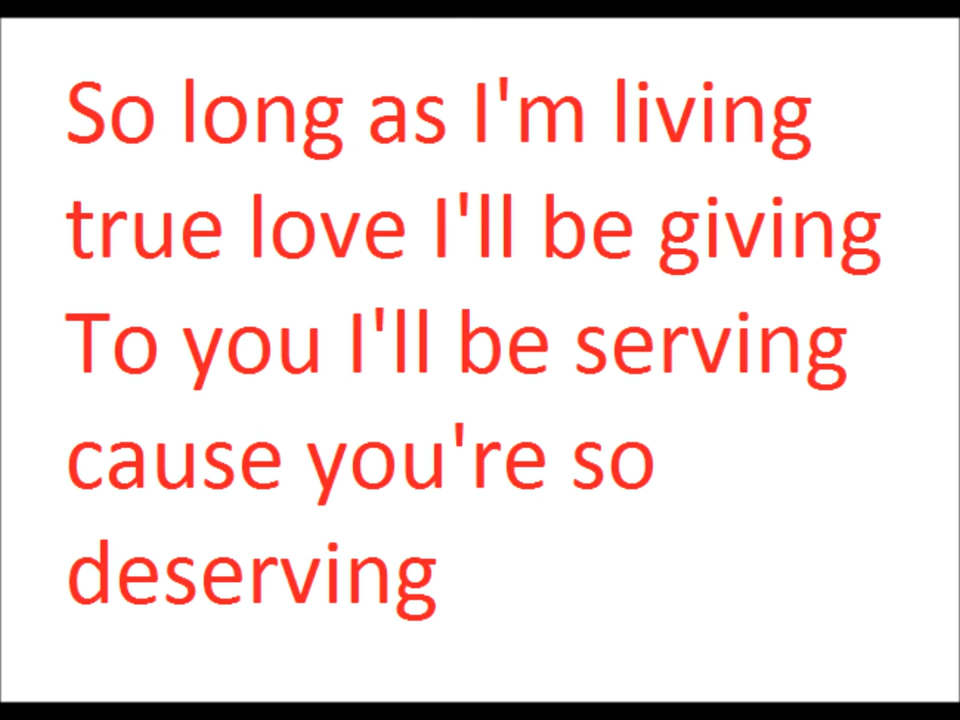 So long as I'm living
true love I'll be giving
To you I'll be serving
cause you're so
deserving